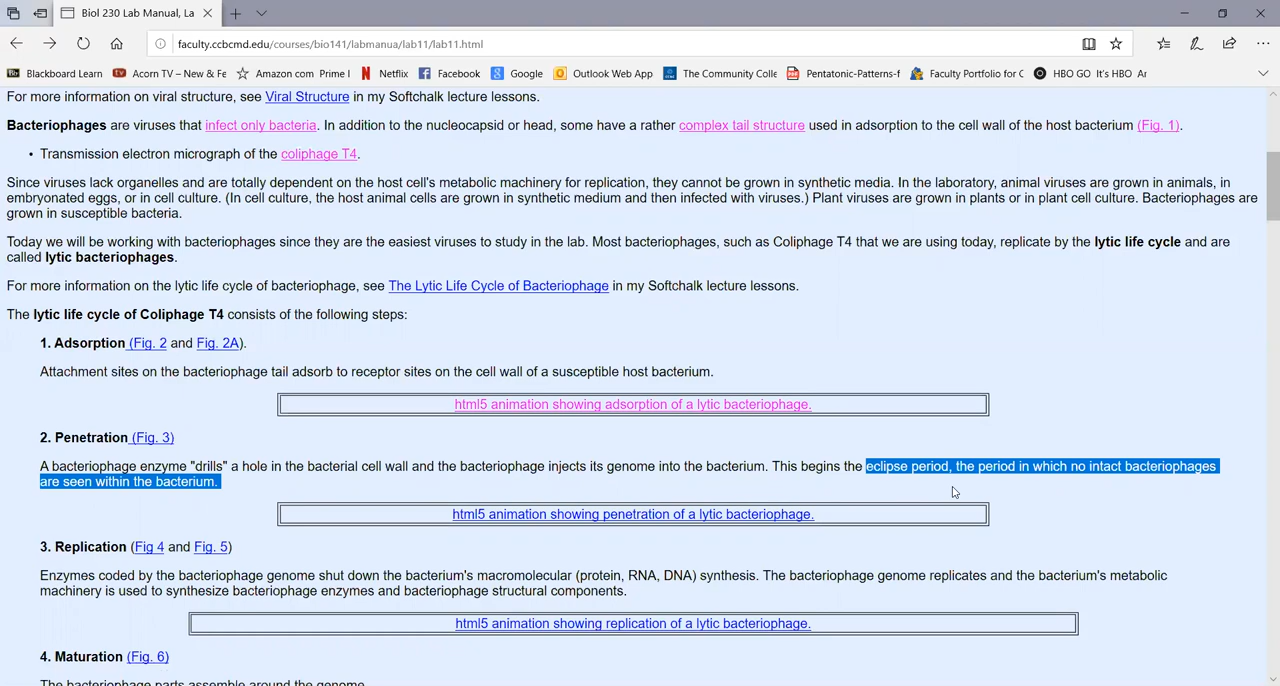 Biol 230 Lab Manual, La
faculty.ccbcmd.edu/courses/bio141/labmanua/lab11/lab11.html
Blackboard Learn Acorn TV – New & Fe Amazon com Prime I Netflix Facebook Google Outlook Web App The Community Colle Pentatonic-Patterns-f Faculty Portfolio for C HBO GO It's HBO Ar
For more information on viral structure, see Viral Structure in my Softchalk lecture lessons.
Bacteriophages are viruses that infect only bacteria. In addition to the nucleocapsid or head, some have a rather complex tail structure used in adsorption to the cell wall of the host bacterium (Fig. 1).
• Transmission electron micrograph of the coliphage T4.
Since viruses lack organelles and are totally dependent on the host cell's metabolic machinery for replication, they cannot be grown in synthetic media. In the laboratory, animal viruses are grown in animals, in
embryonated eggs, or in cell culture. (In cell culture, the host animal cells are grown in synthetic medium and then infected with viruses.) Plant viruses are grown in plants or in plant cell culture. Bacteriophages are
grown in susceptible bacteria.
Today we will be working with bacteriophages since they are the easiest viruses to study in the lab. Most bacteriophages, such as Coliphage T4 that we are using today, replicate by the lytic life cycle and are
called lytic bacteriophages.
For more information on the lytic life cycle of bacteriophage, see The Lytic Life Cycle of Bacteriophage in my Softchalk lecture lessons.
The lytic life cycle of Coliphage T4 consists of the following steps:
1. Adsorption (Fig. 2 and Fig. 2A).
Attachment sites on the bacteriophage tail adsorb to receptor sites on the cell wall of a susceptible host bacterium.
html5 animation showing adsorption of a lytic bacteriophage.
2. Penetration (Fig. 3)
A bacteriophage enzyme "drills" a hole in the bacterial cell wall and the bacteriophage injects its genome into the bacterium. This begins the eclipse period, the period in which no intact bacteriophages
are seen within the bacterium.
html5 animation showing penetration of a lytic bacteriophage.
3. Replication (Fig 4 and Fig. 5)
Enzymes coded by the bacteriophage genome shut down the bacterium's macromolecular (protein, RNA, DNA) synthesis. The bacteriophage genome replicates and the bacterium's metabolic
machinery is used to synthesize bacteriophage enzymes and bacteriophage structural components.
html5 animation showing replication of a lytic bacteriophage.
4. Maturation (Fig. 6)
The bacteriophage parts assemble around the genome.